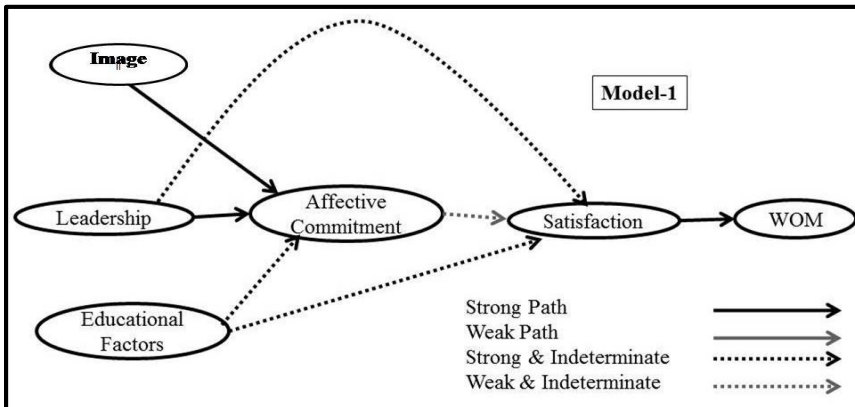 Image
Model-1
Leadership
Affective
Commitment
Satisfaction
WOM
Educational
Factors
Strong Path
Weak Path
Strong & Indeterminate
Weak & Indeterminate